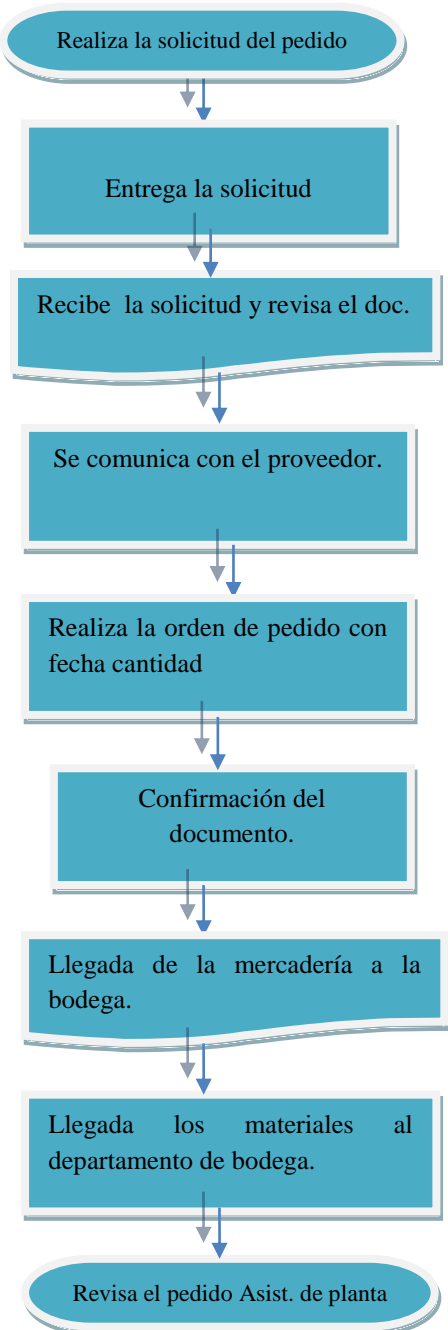 Realiza la solicitud del pedido
Entrega la solicitud
Recibe la solicitud y revisa el doc.
Se comunica con el proveedor.
Realiza la orden de pedido con
fecha cantidad
Confirmación del
documento.
Llegada de la mercadería a la
bodega.
Llegada los materiales al
departamento de bodega.
Revisa el pedido Asist. de planta